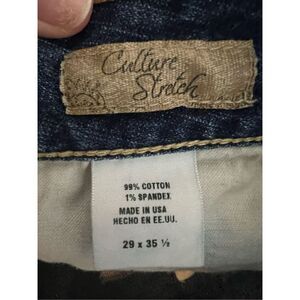 Culture
Stretch
99% COTTON
1% SPANDEX
MADE IN USA
HECHO EN EE.UU.
29 x 35 ½